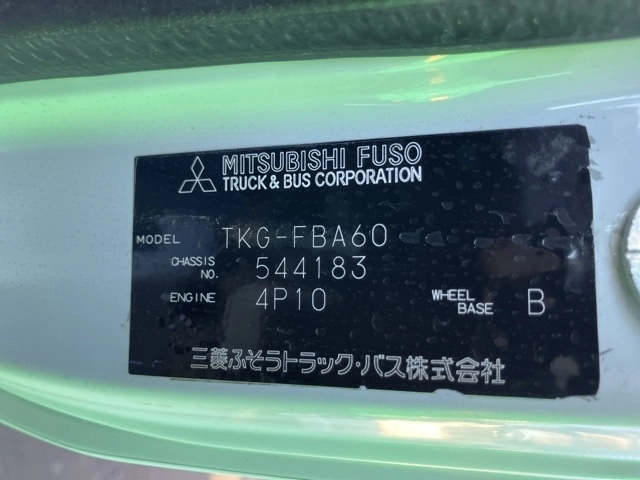 MITSUBISHI FUSO
TRUCK & BUS CORPORATION
MODEL TKG-FBA60
CHASSIS NO. 544183
ENGINE 4P10 WHEEL BASE B
三菱ふそうトラック・バス株式会社